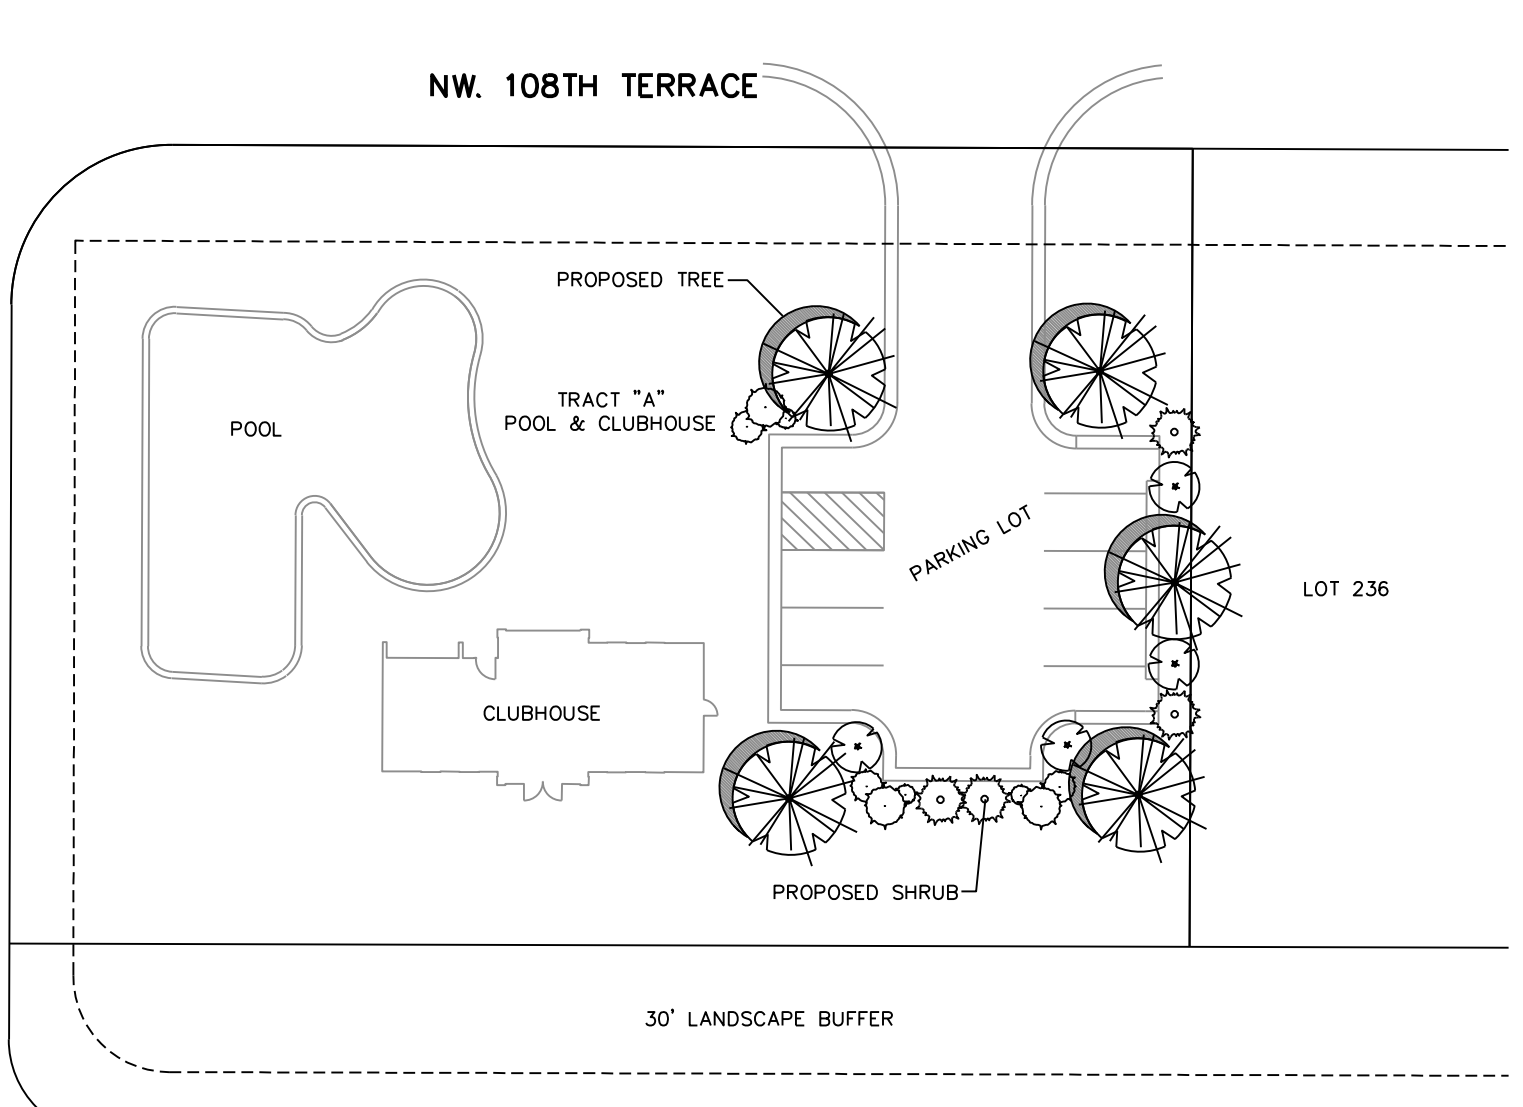 NW. 108TH TERRACE
PROPOSED TREE
TRACT "A"
POOL & CLUBHOUSE
POOL
PARKING LOT
LOT 236
CLUBHOUSE
PROPOSED SHRUB
30' LANDSCAPE BUFFER